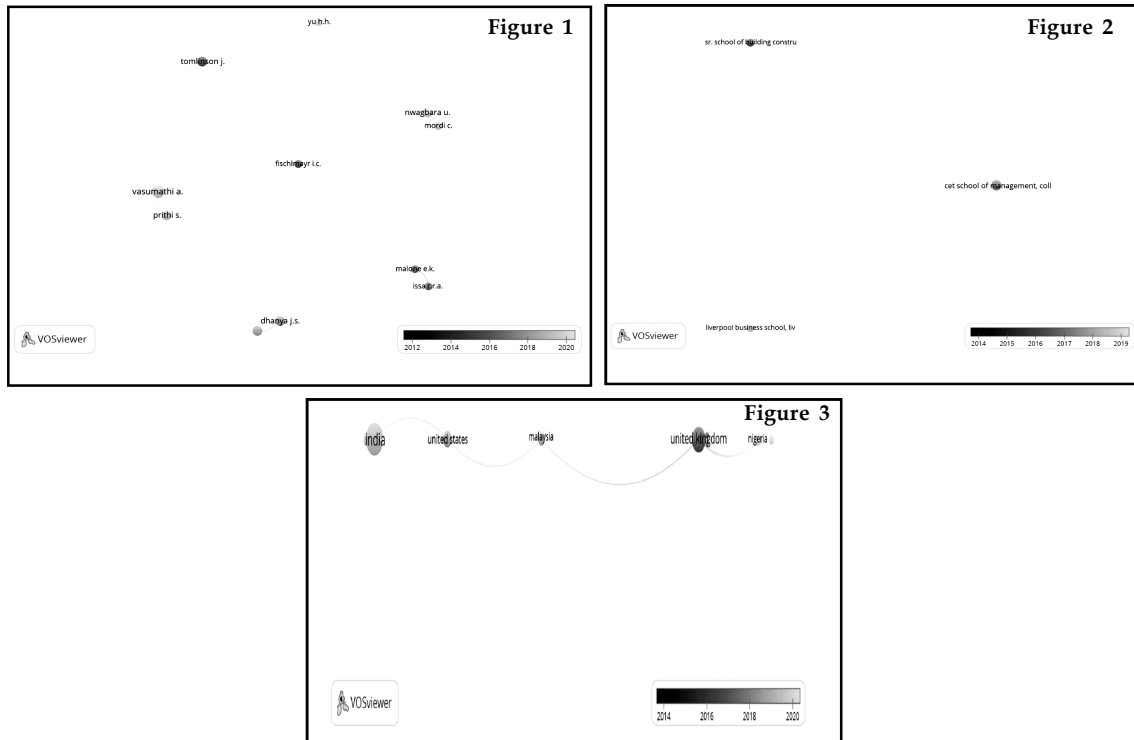 Figure 1
yu h.h.
tomlinson j.
nwagbara u.
mordi c.
fischlmayr i.c.
vasumathi a.
prithi s.
malone e.k.
issa r.r.a.
dhanya j.s.
VOSviewer
2012 2014 2016 2018 2020
Figure 2
sr. school of building constru
cet school of management, coll
liverpool business school, liv
VOSviewer
2014 2015 2016 2017 2018 2019
Figure 3
india united states malaysia united kingdom nigeria
VOSviewer
2014 2016 2018 2020